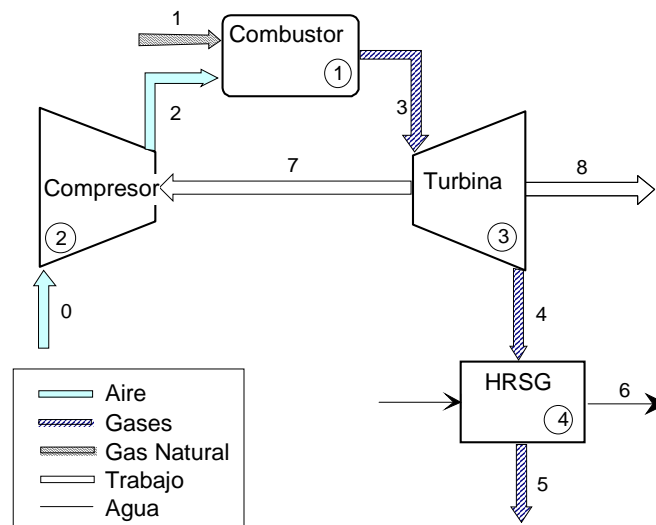 1
Combustor
1
2
3
Compresor
2
7
Turbina
3
8
0
4
HRSG
4
6
5
Aire
Gases
Gas Natural
Trabajo
Agua